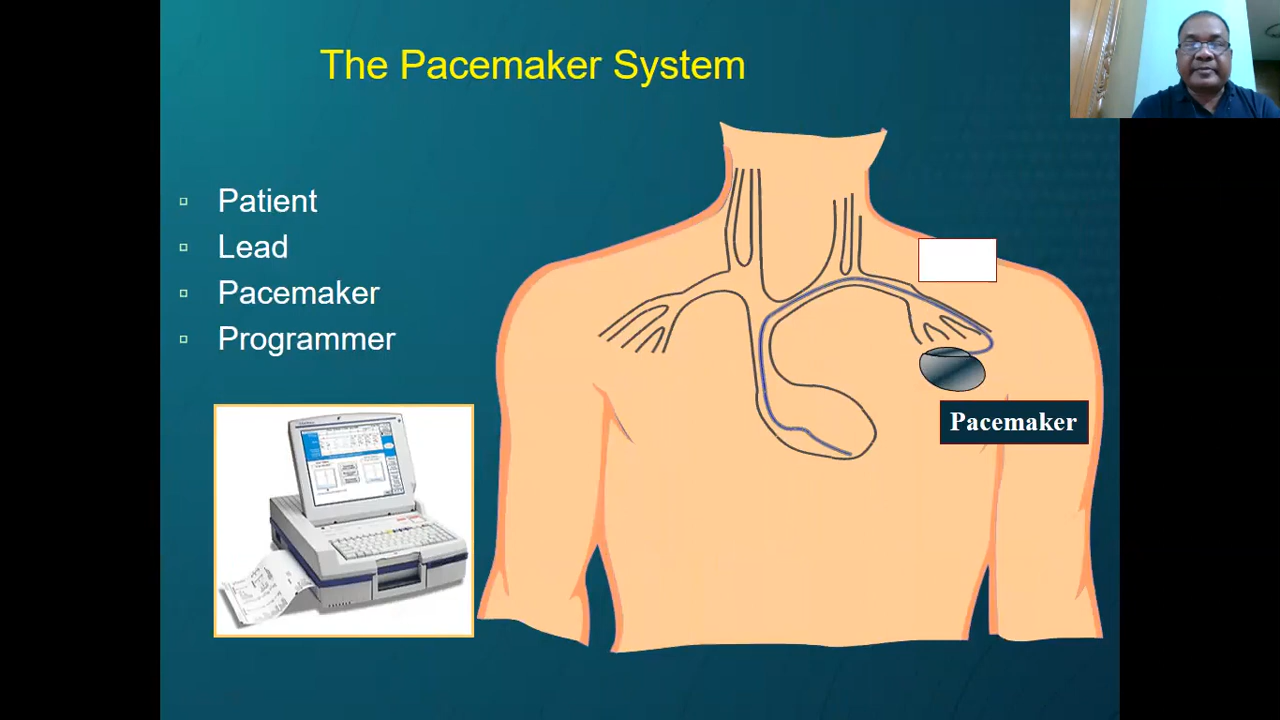 The Pacemaker System
Patient
Lead
Pacemaker
Programmer
Pacemaker